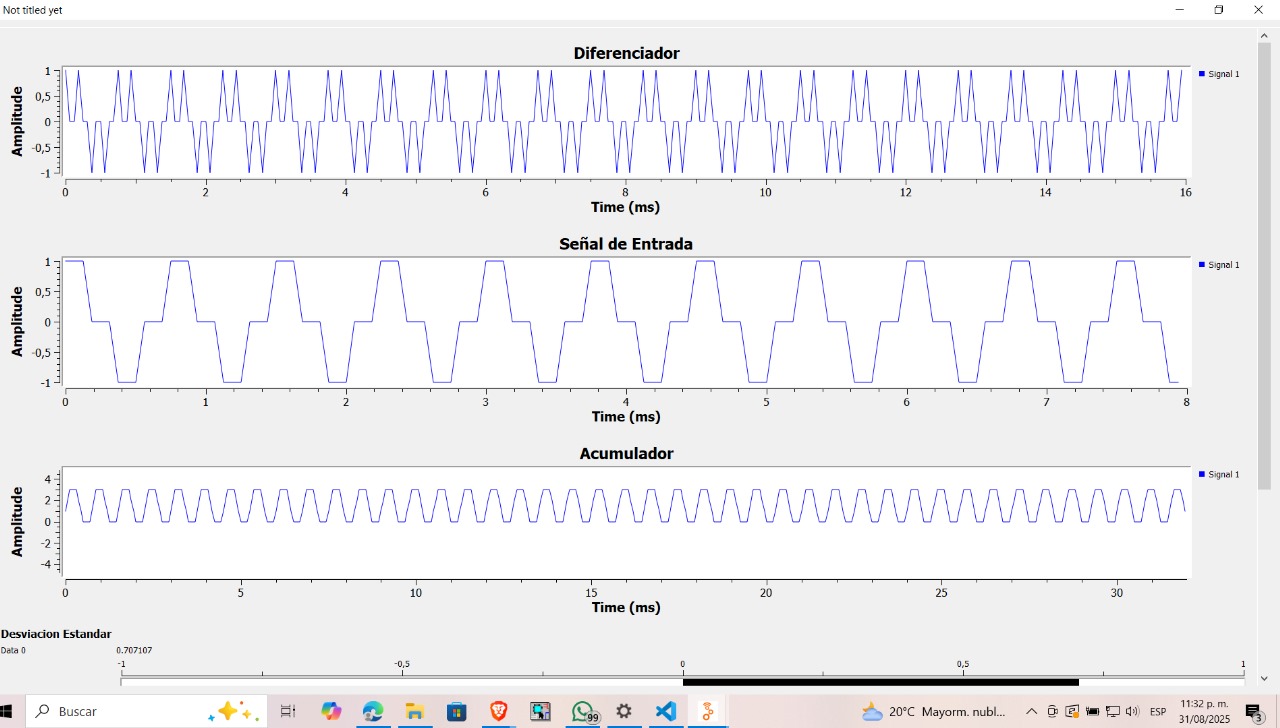 Not titled yet
Diferenciador
Signal 1
1
0,5
0
-0,5
-1
Amplitude
0 2 4 6 8 10 12 14 16
Time (ms)
Señal de Entrada
Signal 1
1
0,5
0
-0,5
-1
Amplitude
0 1 2 3 4 5 6 7 8
Time (ms)
Acumulador
Signal 1
4
2
0
-2
-4
Amplitude
0 5 10 15 20 25 30
Time (ms)
Desviacion Estandar
Data 0 0.707107
-1 -0,5 0 0,5 1
Buscar 99 20°C Mayorm. nubl... ESP 11:32 p. m.
31/08/2025 3